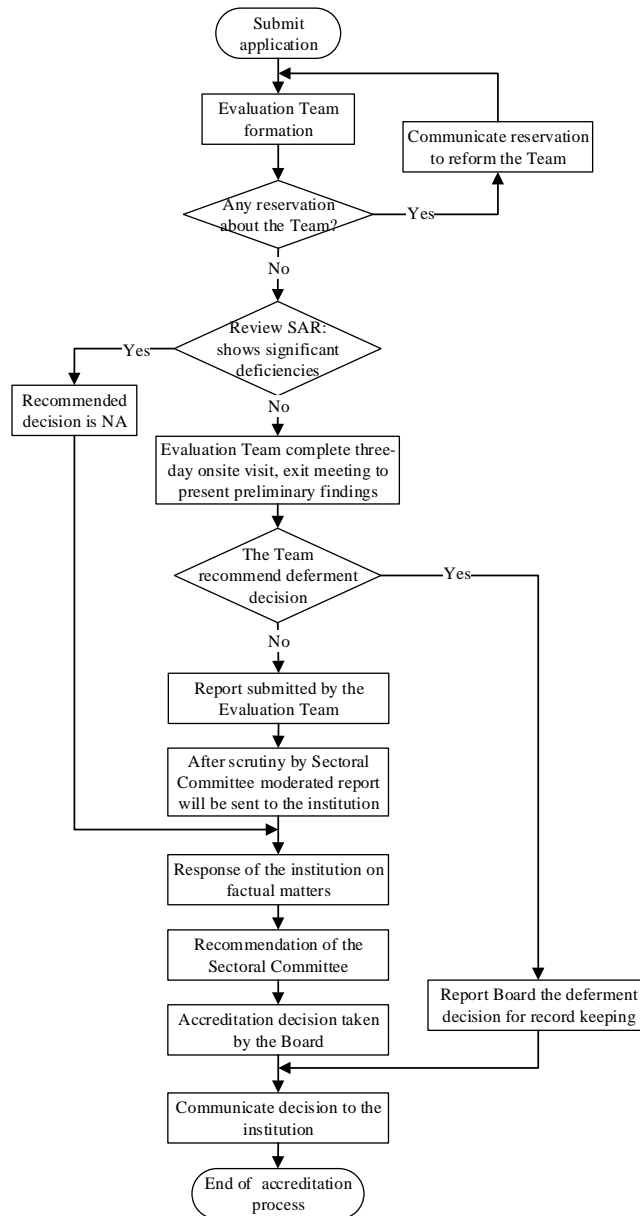 Submit
application
Evaluation Team
formation
Communicate reservation
to reform the Team
Any reservation
about the Team?
Yes
No
Review SAR:
shows significant
deficiencies
Yes
Recommended
decision is NA
No
Evaluation Team complete three-
day onsite visit, exit meeting to
present preliminary findings
The Team
recommend deferment
decision
Yes
No
Report submitted by the
Evaluation Team
After scrutiny by Sectoral
Committee moderated report
will be sent to the institution
Response of the institution on
factual matters
Recommendation of the
Sectoral Committee
Report Board the deferment
decision for record keeping
Accreditation decision taken
by the Board
Communicate decision to the
institution
End of accreditation
process